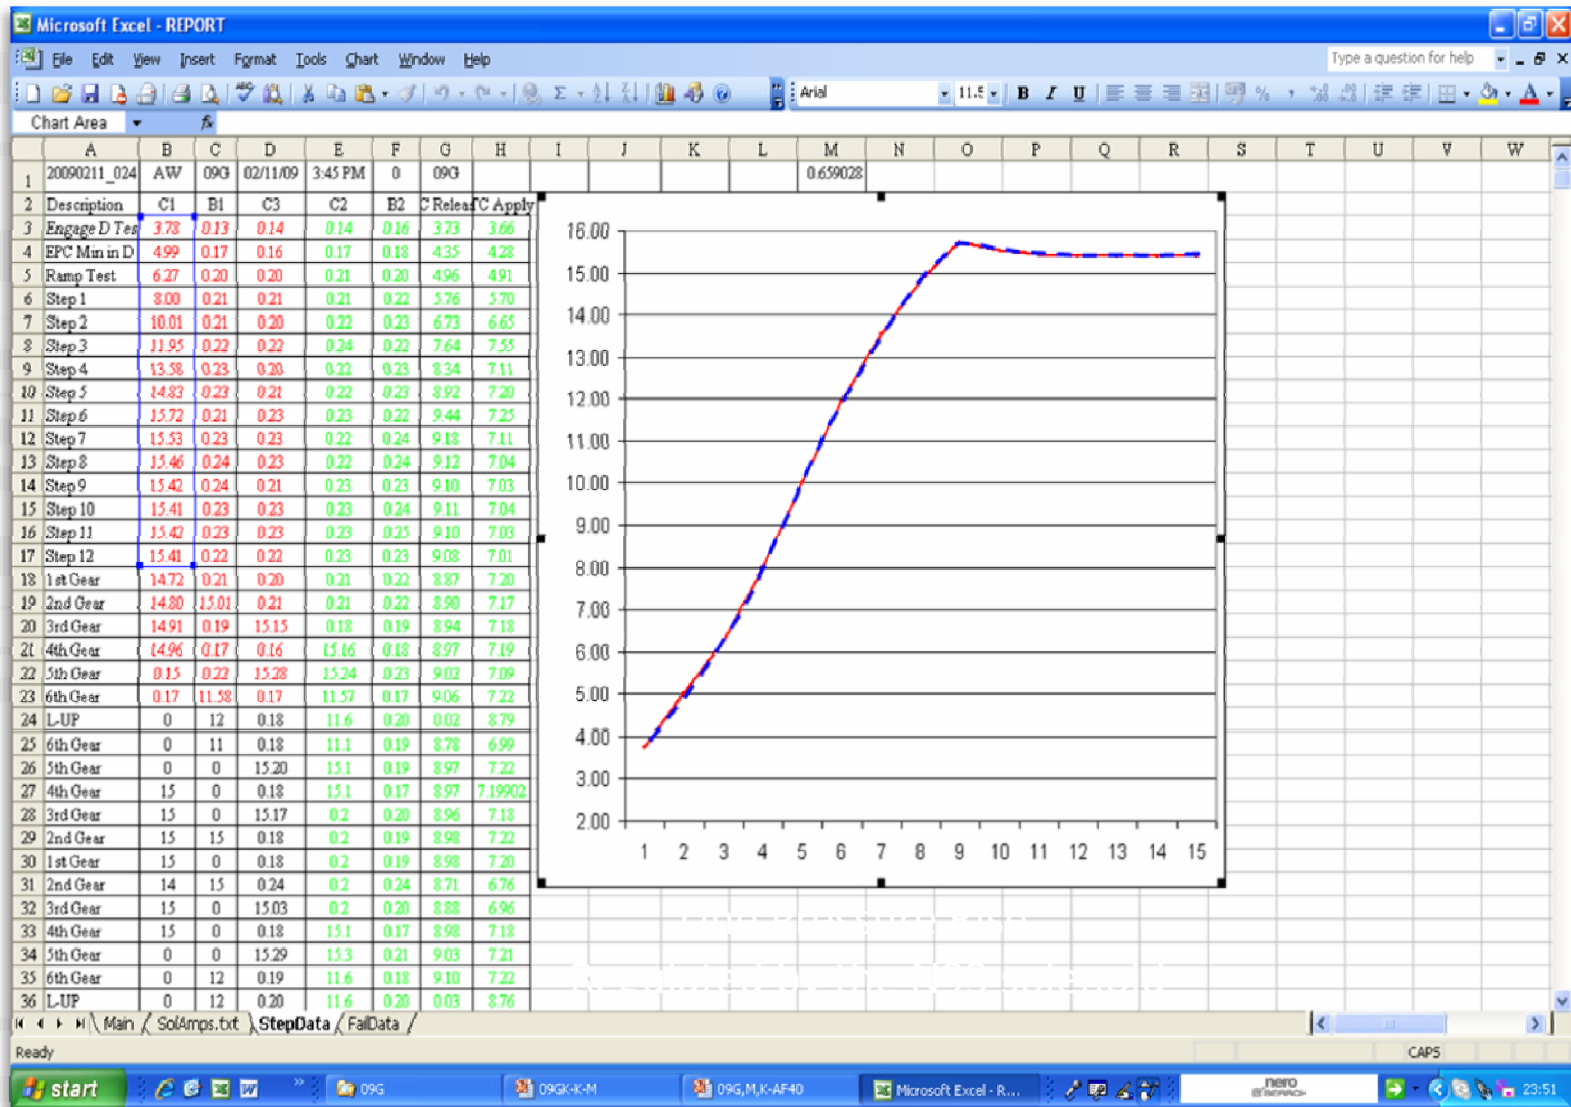 Microsoft Excel - REPORT
File Edit View Insert Format Tools Chart Window Help
Type a question for help
Arial 11.5 B I U
Chart Area fx
A B C D E F G H I J K L M N O P Q R S T U V W
1 20090211_024 AW 09G 02/11/09 3:45 PM 0 09G 0.659028
2 Description C1 B1 C3 C2 B2 C Releas TC Apply
3 Engage D Tes 3.78 0.13 0.14 0.14 0.16 3.73 3.66
4 EPC Min in D 4.99 0.17 0.16 0.17 0.18 4.35 4.28
5 Ramp Test 6.27 0.20 0.20 0.21 0.20 4.96 4.91
6 Step 1 8.00 0.21 0.21 0.21 0.22 5.76 5.70
7 Step 2 10.01 0.21 0.20 0.22 0.23 6.73 6.65
8 Step 3 11.95 0.22 0.22 0.24 0.22 7.64 7.55
9 Step 4 13.58 0.23 0.20 0.22 0.23 8.34 7.11
10 Step 5 14.83 0.23 0.21 0.22 0.23 8.92 7.20
11 Step 6 15.72 0.21 0.23 0.23 0.22 9.44 7.25
12 Step 7 15.53 0.23 0.23 0.22 0.24 9.18 7.11
13 Step 8 15.46 0.24 0.23 0.22 0.24 9.12 7.04
14 Step 9 15.42 0.24 0.21 0.23 0.23 9.10 7.03
15 Step 10 15.41 0.23 0.23 0.23 0.24 9.11 7.04
16 Step 11 15.42 0.23 0.23 0.23 0.25 9.10 7.03
17 Step 12 15.41 0.22 0.22 0.23 0.23 9.08 7.01
18 1st Gear 14.72 0.21 0.20 0.21 0.22 8.87 7.20
19 2nd Gear 14.80 15.01 0.21 0.21 0.22 8.90 7.17
20 3rd Gear 14.91 0.19 15.15 0.18 0.19 8.94 7.18
21 4th Gear 14.96 0.17 0.16 15.16 0.18 8.97 7.19
22 5th Gear 0.15 0.22 15.28 15.24 0.23 9.02 7.09
23 6th Gear 0.17 11.58 0.17 11.57 0.17 9.06 7.22
24 L-UP 0 12 0.18 11.6 0.20 0.02 8.79
25 6th Gear 0 11 0.18 11.1 0.19 8.78 6.99
26 5th Gear 0 0 15.20 15.1 0.19 8.97 7.22
27 4th Gear 15 0 0.18 15.1 0.17 8.97 7.19902
28 3rd Gear 15 0 15.17 0.2 0.20 8.96 7.18
29 2nd Gear 15 15 0.18 0.2 0.19 8.98 7.22
30 1st Gear 15 0 0.18 0.2 0.19 8.98 7.20
31 2nd Gear 14 15 0.24 0.2 0.24 8.71 6.76
32 3rd Gear 15 0 15.03 0.2 0.20 8.88 6.96
33 4th Gear 15 0 0.18 15.1 0.17 8.98 7.18
34 5th Gear 0 0 15.29 15.3 0.21 9.03 7.21
35 6th Gear 0 12 0.19 11.6 0.18 9.10 7.22
36 L-UP 0 12 0.20 11.6 0.20 0.03 8.76
16.00
15.00
14.00
13.00
12.00
11.00
10.00
9.00
8.00
7.00
6.00
5.00
4.00
3.00
2.00
1 2 3 4 5 6 7 8 9 10 11 12 13 14 15
Line Pressure Rise
Regulated by the N93 solenoid
Main SolAmps.txt StepData FailData
Ready CAPS
start 09G 09GK-K-M 09G,M,K-AF40 Microsoft Excel - R... nero SEARCH 23:51